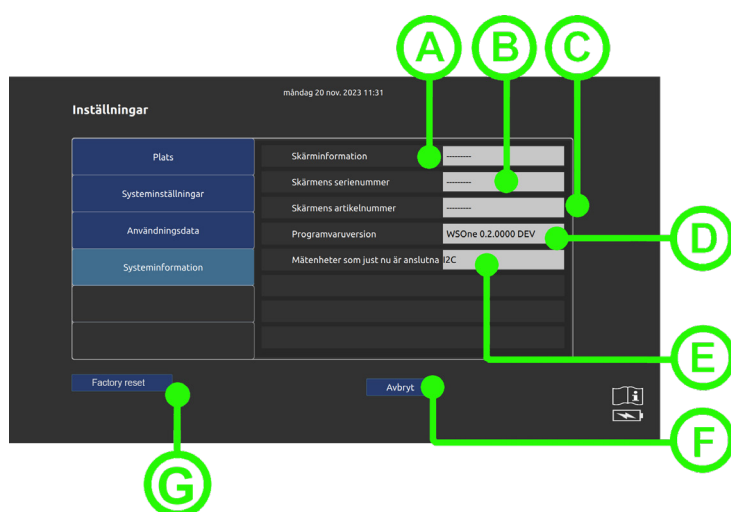 A
B
C
måndag 20 nov. 2023 11:31
Inställningar
Plats
Skärminformation
---------
Skärmens serienummer
---------
Systeminställningar
Skärmens artikelnummer
---------
Användningsdata
Programvaruversion
WSOne 0.2.0000 DEV
D
Mätenheter som just nu är anslutna
I2C
Systeminformation
E
Factory reset
Avbryt
i
F
G